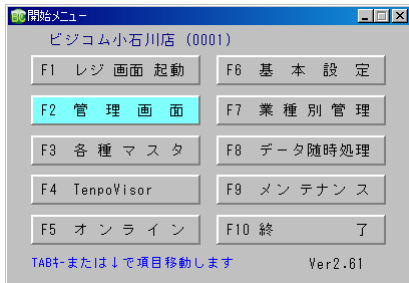 BC 開始メニュー
ビジコム小石川店 (0001)
F1 レジ画面起動
F6 基本設定
F2 管理画面
F7 業種別管理
F3 各種マスタ
F8 データ随時処理
F4 TenpoVisor
F9 メンテナンス
F5 オンライン
F10 終了
TABキーまたは↓で項目移動します
Ver2.61